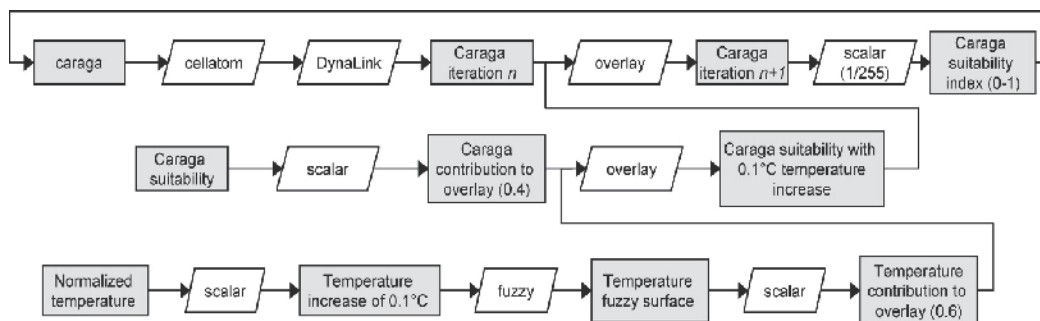 caraga
cellatom
DynaLink
Caraga
iteration n
overlay
Caraga
iteration n+1
scalar
(1/255)
Caraga
suitability
index (0-1)
Caraga
suitability
scalar
Caraga
contribution to
overlay (0.4)
overlay
Caraga suitability with
0.1°C temperature
increase
Normalized
temperature
scalar
Temperature
increase of 0.1°C
fuzzy
Temperature
fuzzy surface
scalar
Temperature
contribution to
overlay (0.6)